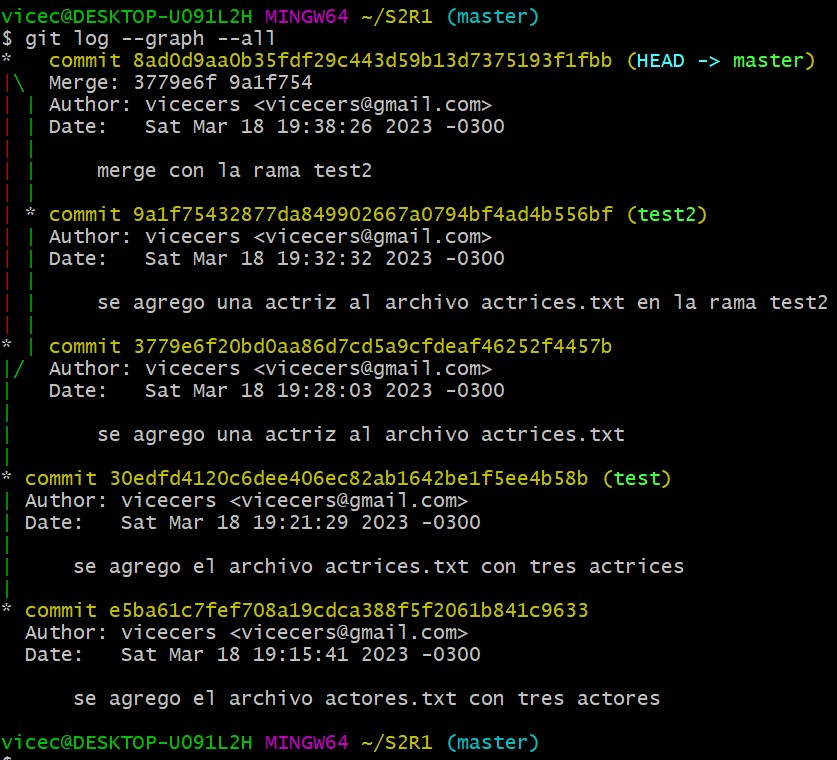 vicec@DESKTOP-UO91L2H MINGW64 ~/S2R1 (master)
$ git log --graph --all
*   commit 8ad0d9aa0b35fdf29c443d59b13d7375193f1fbb (HEAD -> master)
|\  Merge: 3779e6f 9a1f754
| | Author: vicecers <vicecers@gmail.com>
| | Date:   Sat Mar 18 19:38:26 2023 -0300
| |
| |     merge con la rama test2
| |
| * commit 9a1f75432877da849902667a0794bf4ad4b556bf (test2)
| | Author: vicecers <vicecers@gmail.com>
| | Date:   Sat Mar 18 19:32:32 2023 -0300
| |
| |     se agrego una actriz al archivo actrices.txt en la rama test2
| |
* | commit 3779e6f20bd0aa86d7cd5a9cfdeaf46252f4457b
|/  Author: vicecers <vicecers@gmail.com>
|   Date:   Sat Mar 18 19:28:03 2023 -0300
|
|       se agrego una actriz al archivo actrices.txt
|
* commit 30edfd4120c6dee406ec82ab1642be1f5ee4b58b (test)
| Author: vicecers <vicecers@gmail.com>
| Date:   Sat Mar 18 19:21:29 2023 -0300
|
|     se agrego el archivo actrices.txt con tres actrices
|
* commit e5ba61c7fef708a19cdca388f5f2061b841c9633
  Author: vicecers <vicecers@gmail.com>
  Date:   Sat Mar 18 19:15:41 2023 -0300

      se agrego el archivo actores.txt con tres actores

vicec@DESKTOP-UO91L2H MINGW64 ~/S2R1 (master)
$